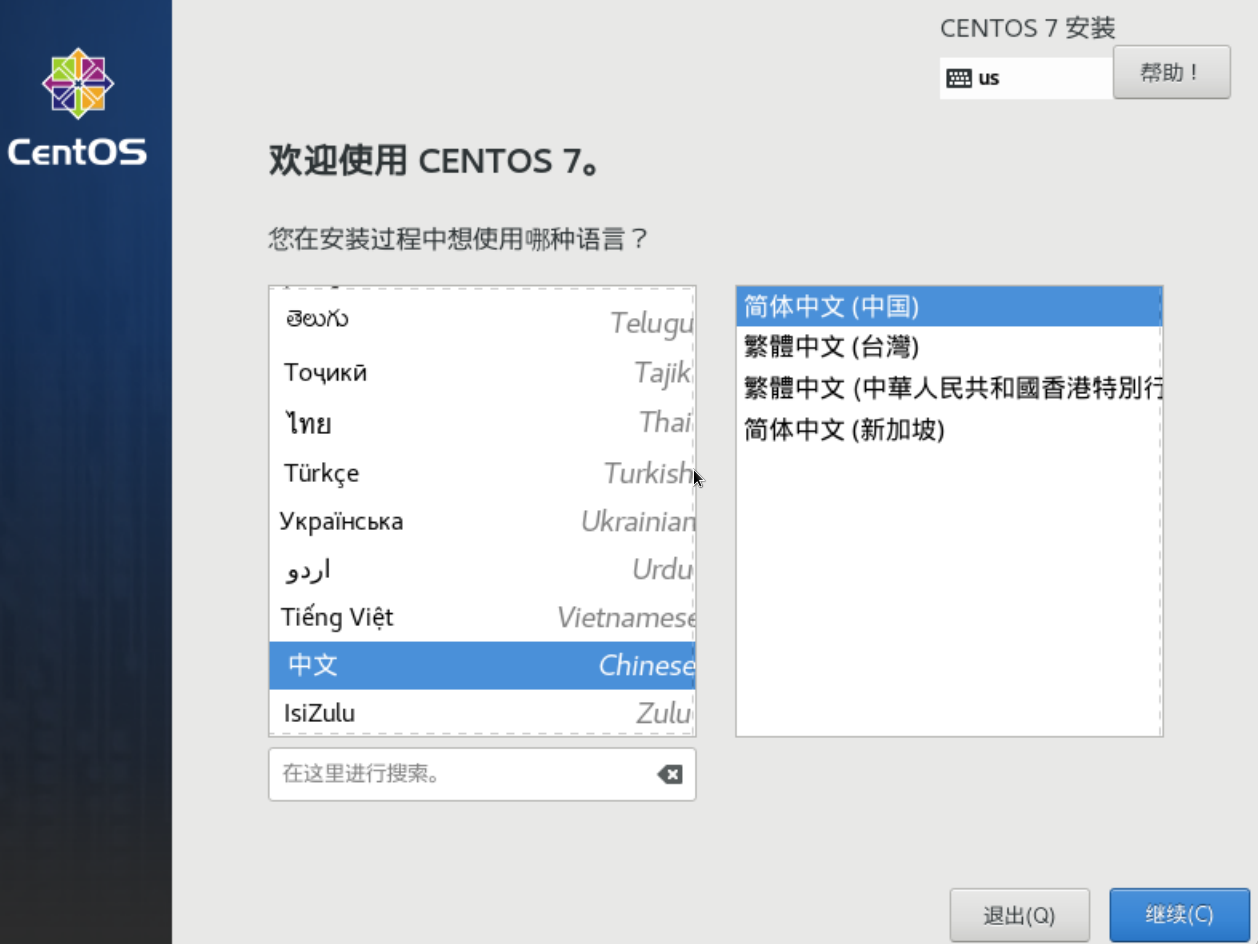 CentOS
CENTOS 7 安装
us
帮助！
欢迎使用 CENTOS 7。
您在安装过程中想使用哪种语言？
తెలుగు Telugu
Тоҷикӣ Tajik
ไทย Thai
Türkçe Turkish
Українська Ukrainian
اردو Urdu
Tiếng Việt Vietnamese
中文 Chinese
IsiZulu Zulu
在这里进行搜索。
简体中文 (中国)
繁體中文 (台灣)
繁體中文 (中華人民共和國香港特別行
简体中文 (新加坡)
退出(Q)
继续(C)